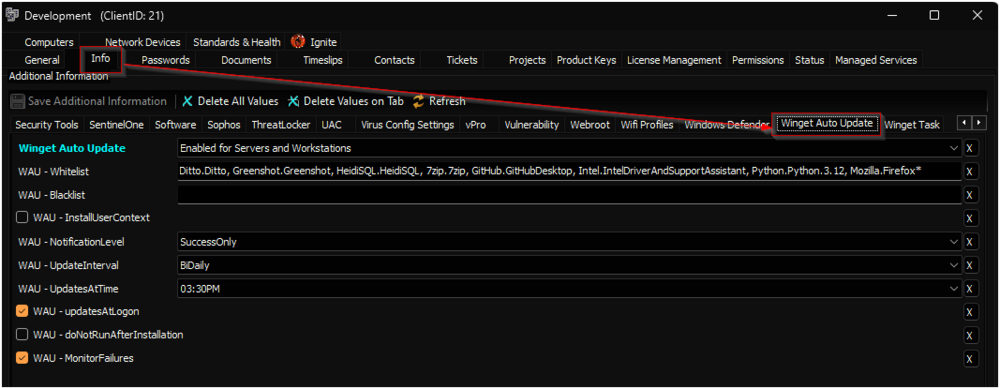 Development (ClientID: 21)
Computers Network Devices Standards & Health Ignite
General Info Passwords Documents Timeslips Contacts Tickets Projects Product Keys License Management Permissions Status Managed Services
Additional Information
Save Additional Information Delete All Values Delete Values on Tab Refresh
Security Tools SentinelOne Software Sophos ThreatLocker UAC Virus Config Settings vPro Vulnerability Webroot Wifi Profiles Windows Defender Winget Auto Update Winget Task
Winget Auto Update Enabled for Servers and Workstations X
WAU - Whitelist Ditto.Ditto, Greenshot.Greenshot, HeidiSQL.HeidiSQL, 7zip.7zip, GitHub.GitHubDesktop, Intel.IntelDriverAndSupportAssistant, Python.Python.3.12, Mozilla.Firefox* X
WAU - Blacklist X
WAU - InstallUserContext X
WAU - NotificationLevel SuccessOnly X
WAU - UpdateInterval BiDaily X
WAU - UpdatesAtTime 03:30PM X
WAU - updatesAtLogon X
WAU - doNotRunAfterInstallation X
WAU - MonitorFailures X